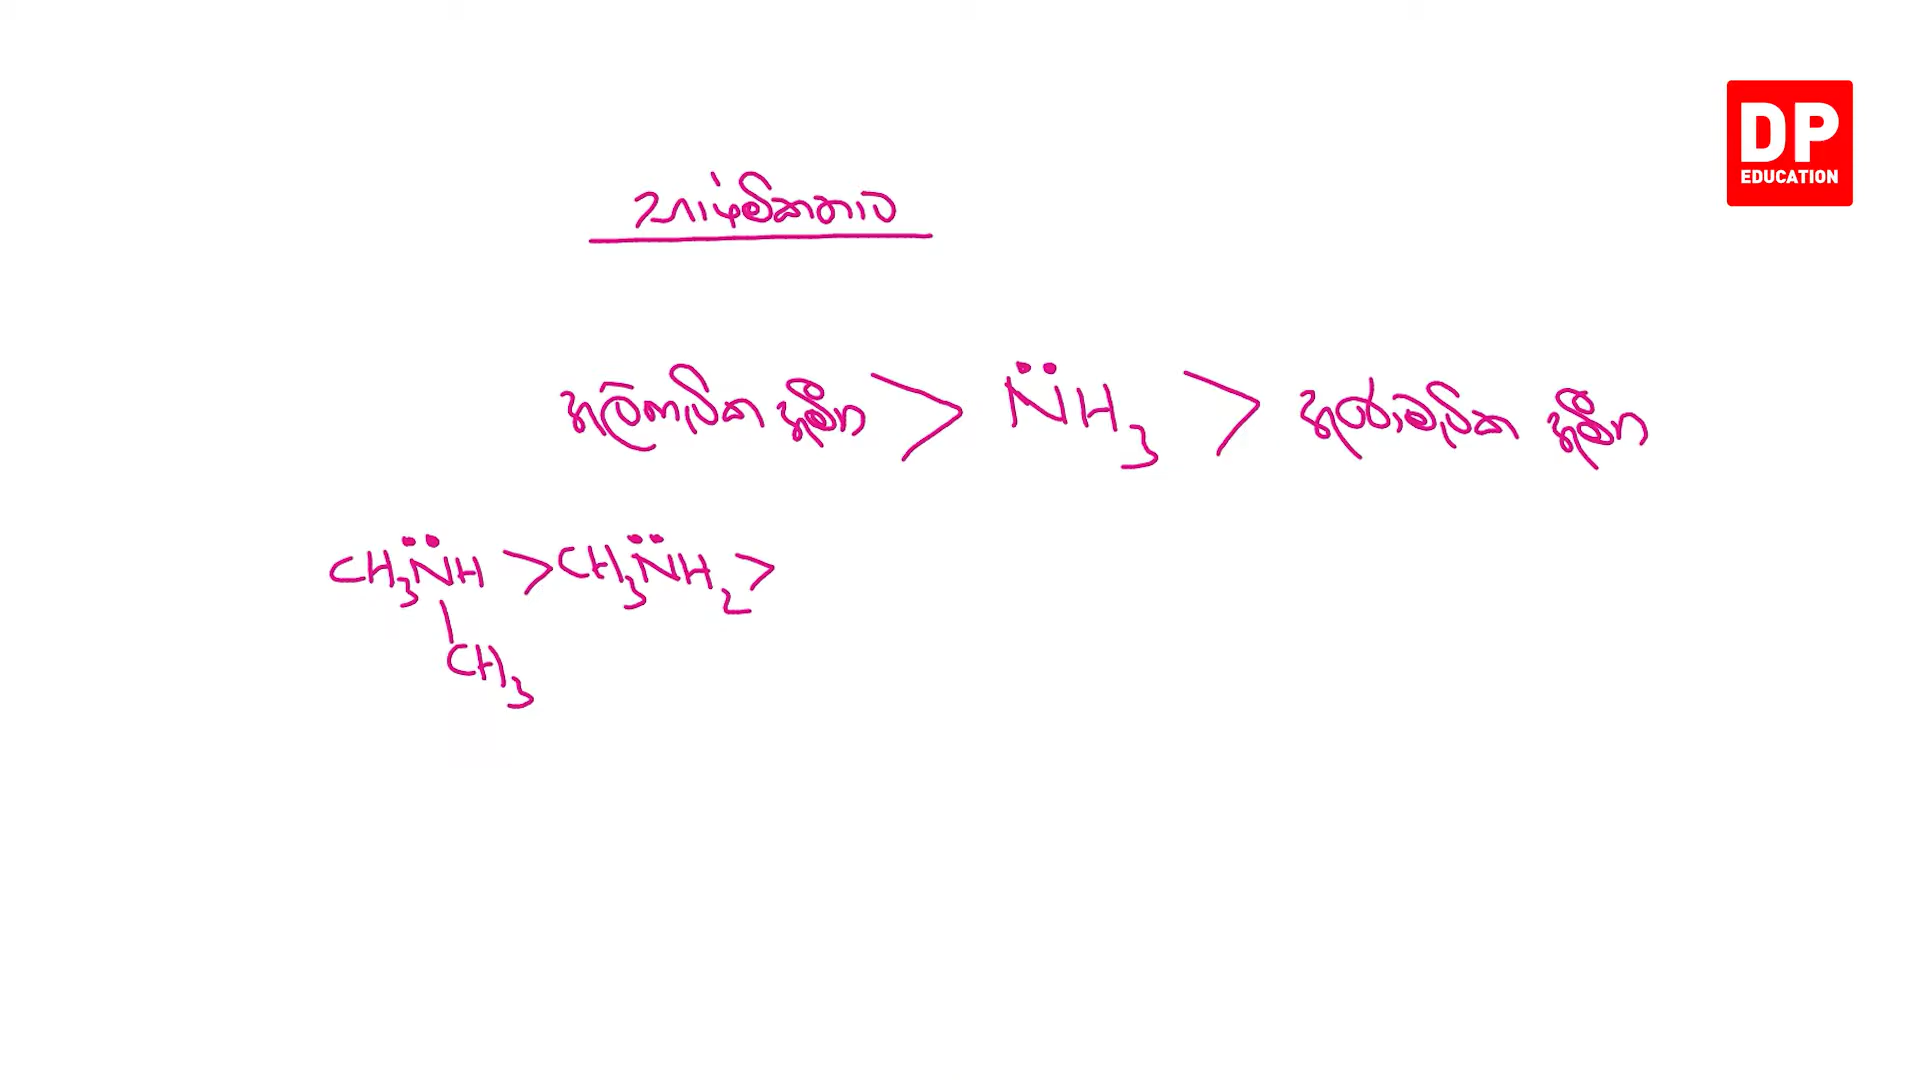 DP
EDUCATION
භාෂ්මිකතාව
ඇලිෆැටික ඇමීන > N̈H₃ > ඇරෝමැටික ඇමීන
CH₃N̈H > CH₃N̈H₂ >
CH₃